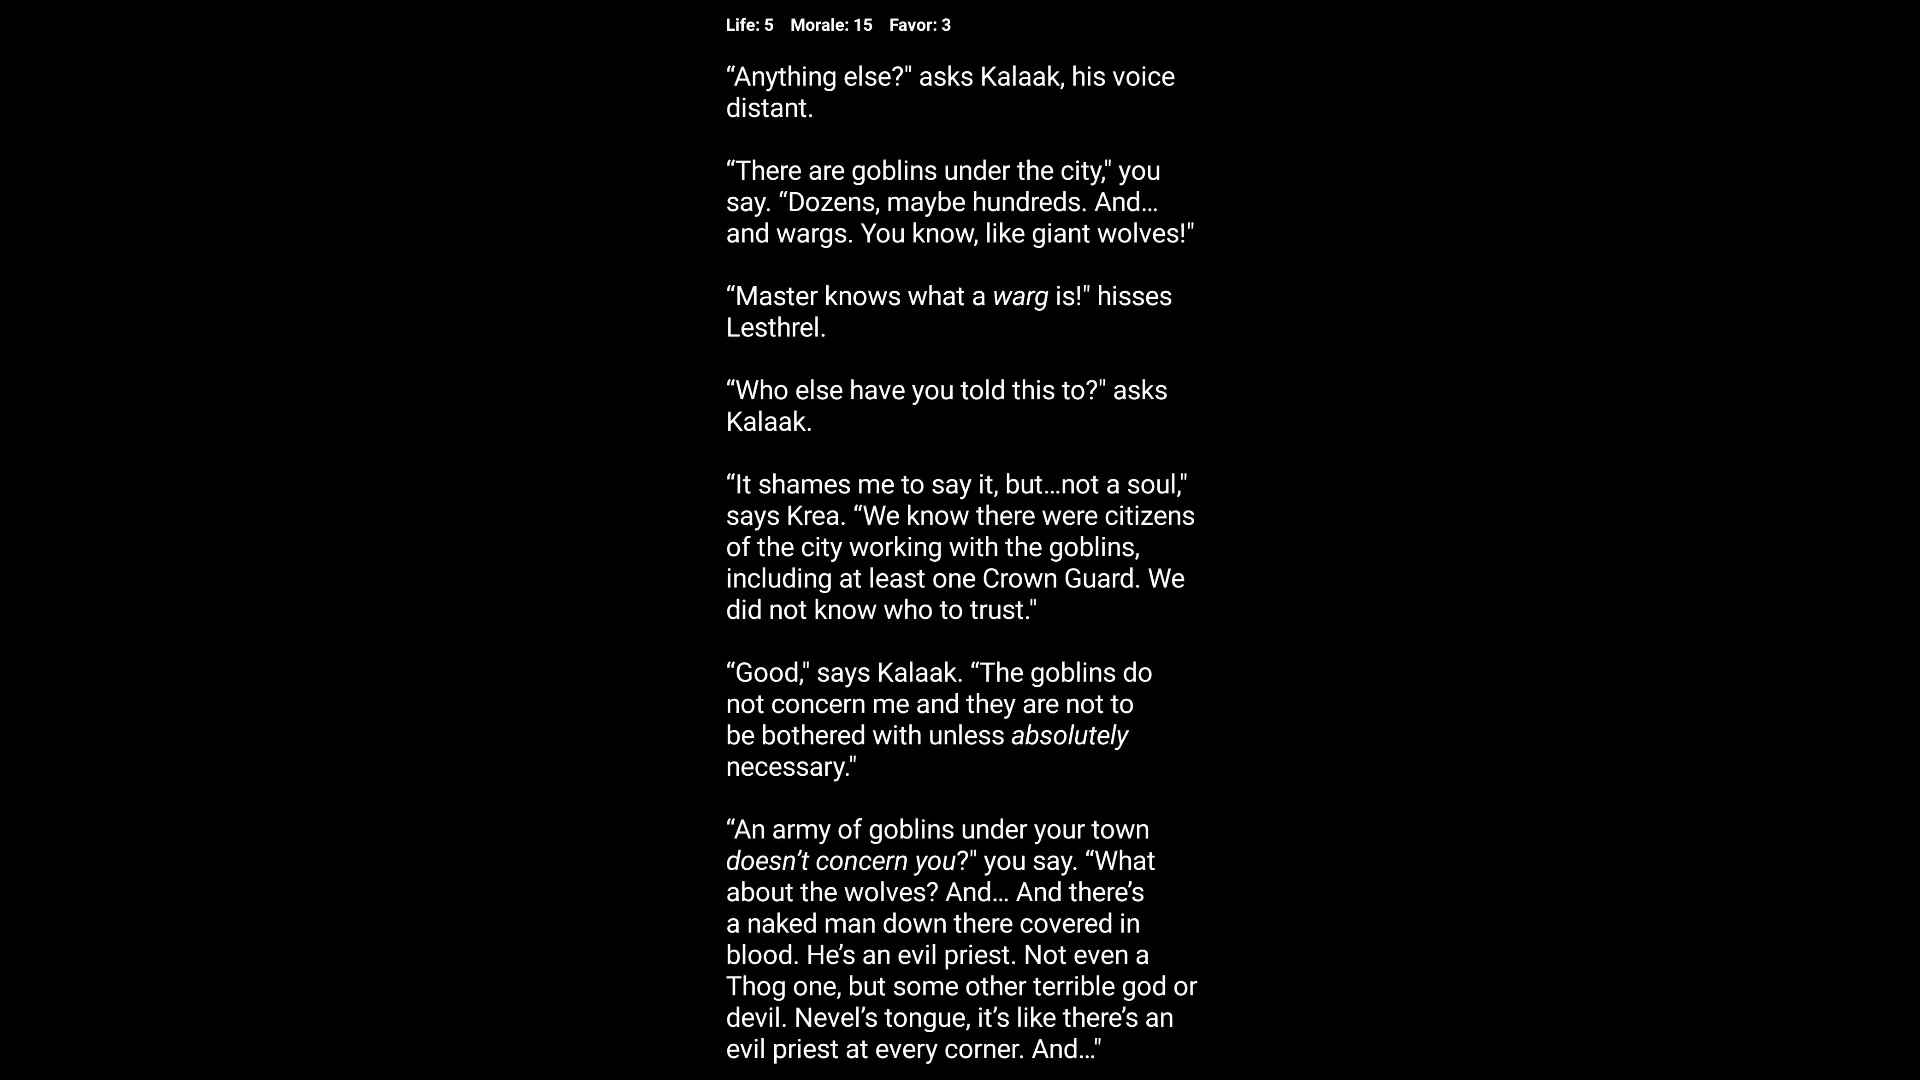 Life: 5 Morale: 15 Favor: 3
“Anything else?" asks Kalaak, his voice
distant.
“There are goblins under the city," you
say. “Dozens, maybe hundreds. And…
and wargs. You know, like giant wolves!"
“Master knows what a warg is!" hisses
Lesthrel.
“Who else have you told this to?" asks
Kalaak.
“It shames me to say it, but…not a soul,"
says Krea. “We know there were citizens
of the city working with the goblins,
including at least one Crown Guard. We
did not know who to trust."
“Good," says Kalaak. “The goblins do
not concern me and they are not to
be bothered with unless absolutely
necessary."
“An army of goblins under your town
doesn’t concern you?" you say. “What
about the wolves? And… And there’s
a naked man down there covered in
blood. He’s an evil priest. Not even a
Thog one, but some other terrible god or
devil. Nevel’s tongue, it’s like there’s an
evil priest at every corner. And…"